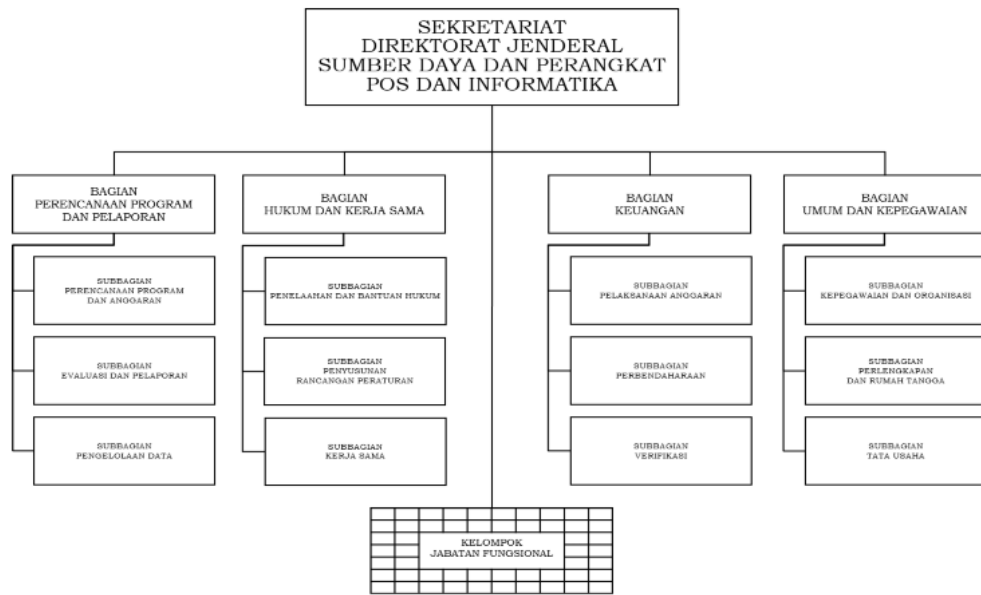 SEKRETARIAT
DIREKTORAT JENDERAL
SUMBER DAYA DAN PERANGKAT
POS DAN INFORMATIKA
BAGIAN
PERENCANAAN PROGRAM
DAN PELAPORAN
SUBBAGIAN
PERENCANAAN PROGRAM
DAN ANGGARAN
SUBBAGIAN
EVALUASI DAN PELAPORAN
SUBBAGIAN
PENGELOLAAN DATA
BAGIAN
HUKUM DAN KERJA SAMA
SUBBAGIAN
PENELAAHAN DAN BANTUAN HUKUM
SUBBAGIAN
PENYUSUNAN
RANCANGAN PERATURAN
SUBBAGIAN
KERJA SAMA
BAGIAN
KEUANGAN
SUBBAGIAN
PELAKSANAAN ANGGARAN
SUBBAGIAN
PERBENDAHARAAN
SUBBAGIAN
VERIFIKASI
BAGIAN
UMUM DAN KEPEGAWAIAN
SUBBAGIAN
KEPEGAWAIAN DAN ORGANISASI
SUBBAGIAN
PERLENGKAPAN
DAN RUMAH TANGGA
SUBBAGIAN
TATA USAHA
KELOMPOK
JABATAN FUNGSIONAL